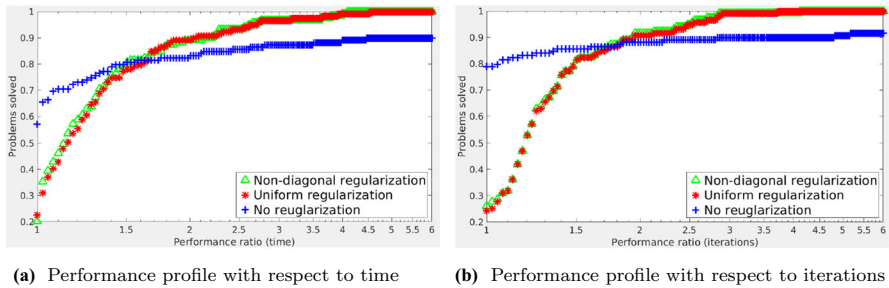 Problems solved
1
0.9
0.8
0.7
0.6
0.5
0.4
0.3
0.2
Non-diagonal regularization
Uniform regularization
No reuglarization
1 1.5 2 2.5 3 3.5 4 4.5 5 5.5 6
Performance ratio (time)
(a) Performance profile with respect to time
Problems solved
1
0.9
0.8
0.7
0.6
0.5
0.4
0.3
0.2
Non-diagonal regularization
Uniform regularization
No reuglarization
1 1.5 2 2.5 3 3.5 4 4.5 5 5.5 6
Performance ratio (iterations)
(b) Performance profile with respect to iterations